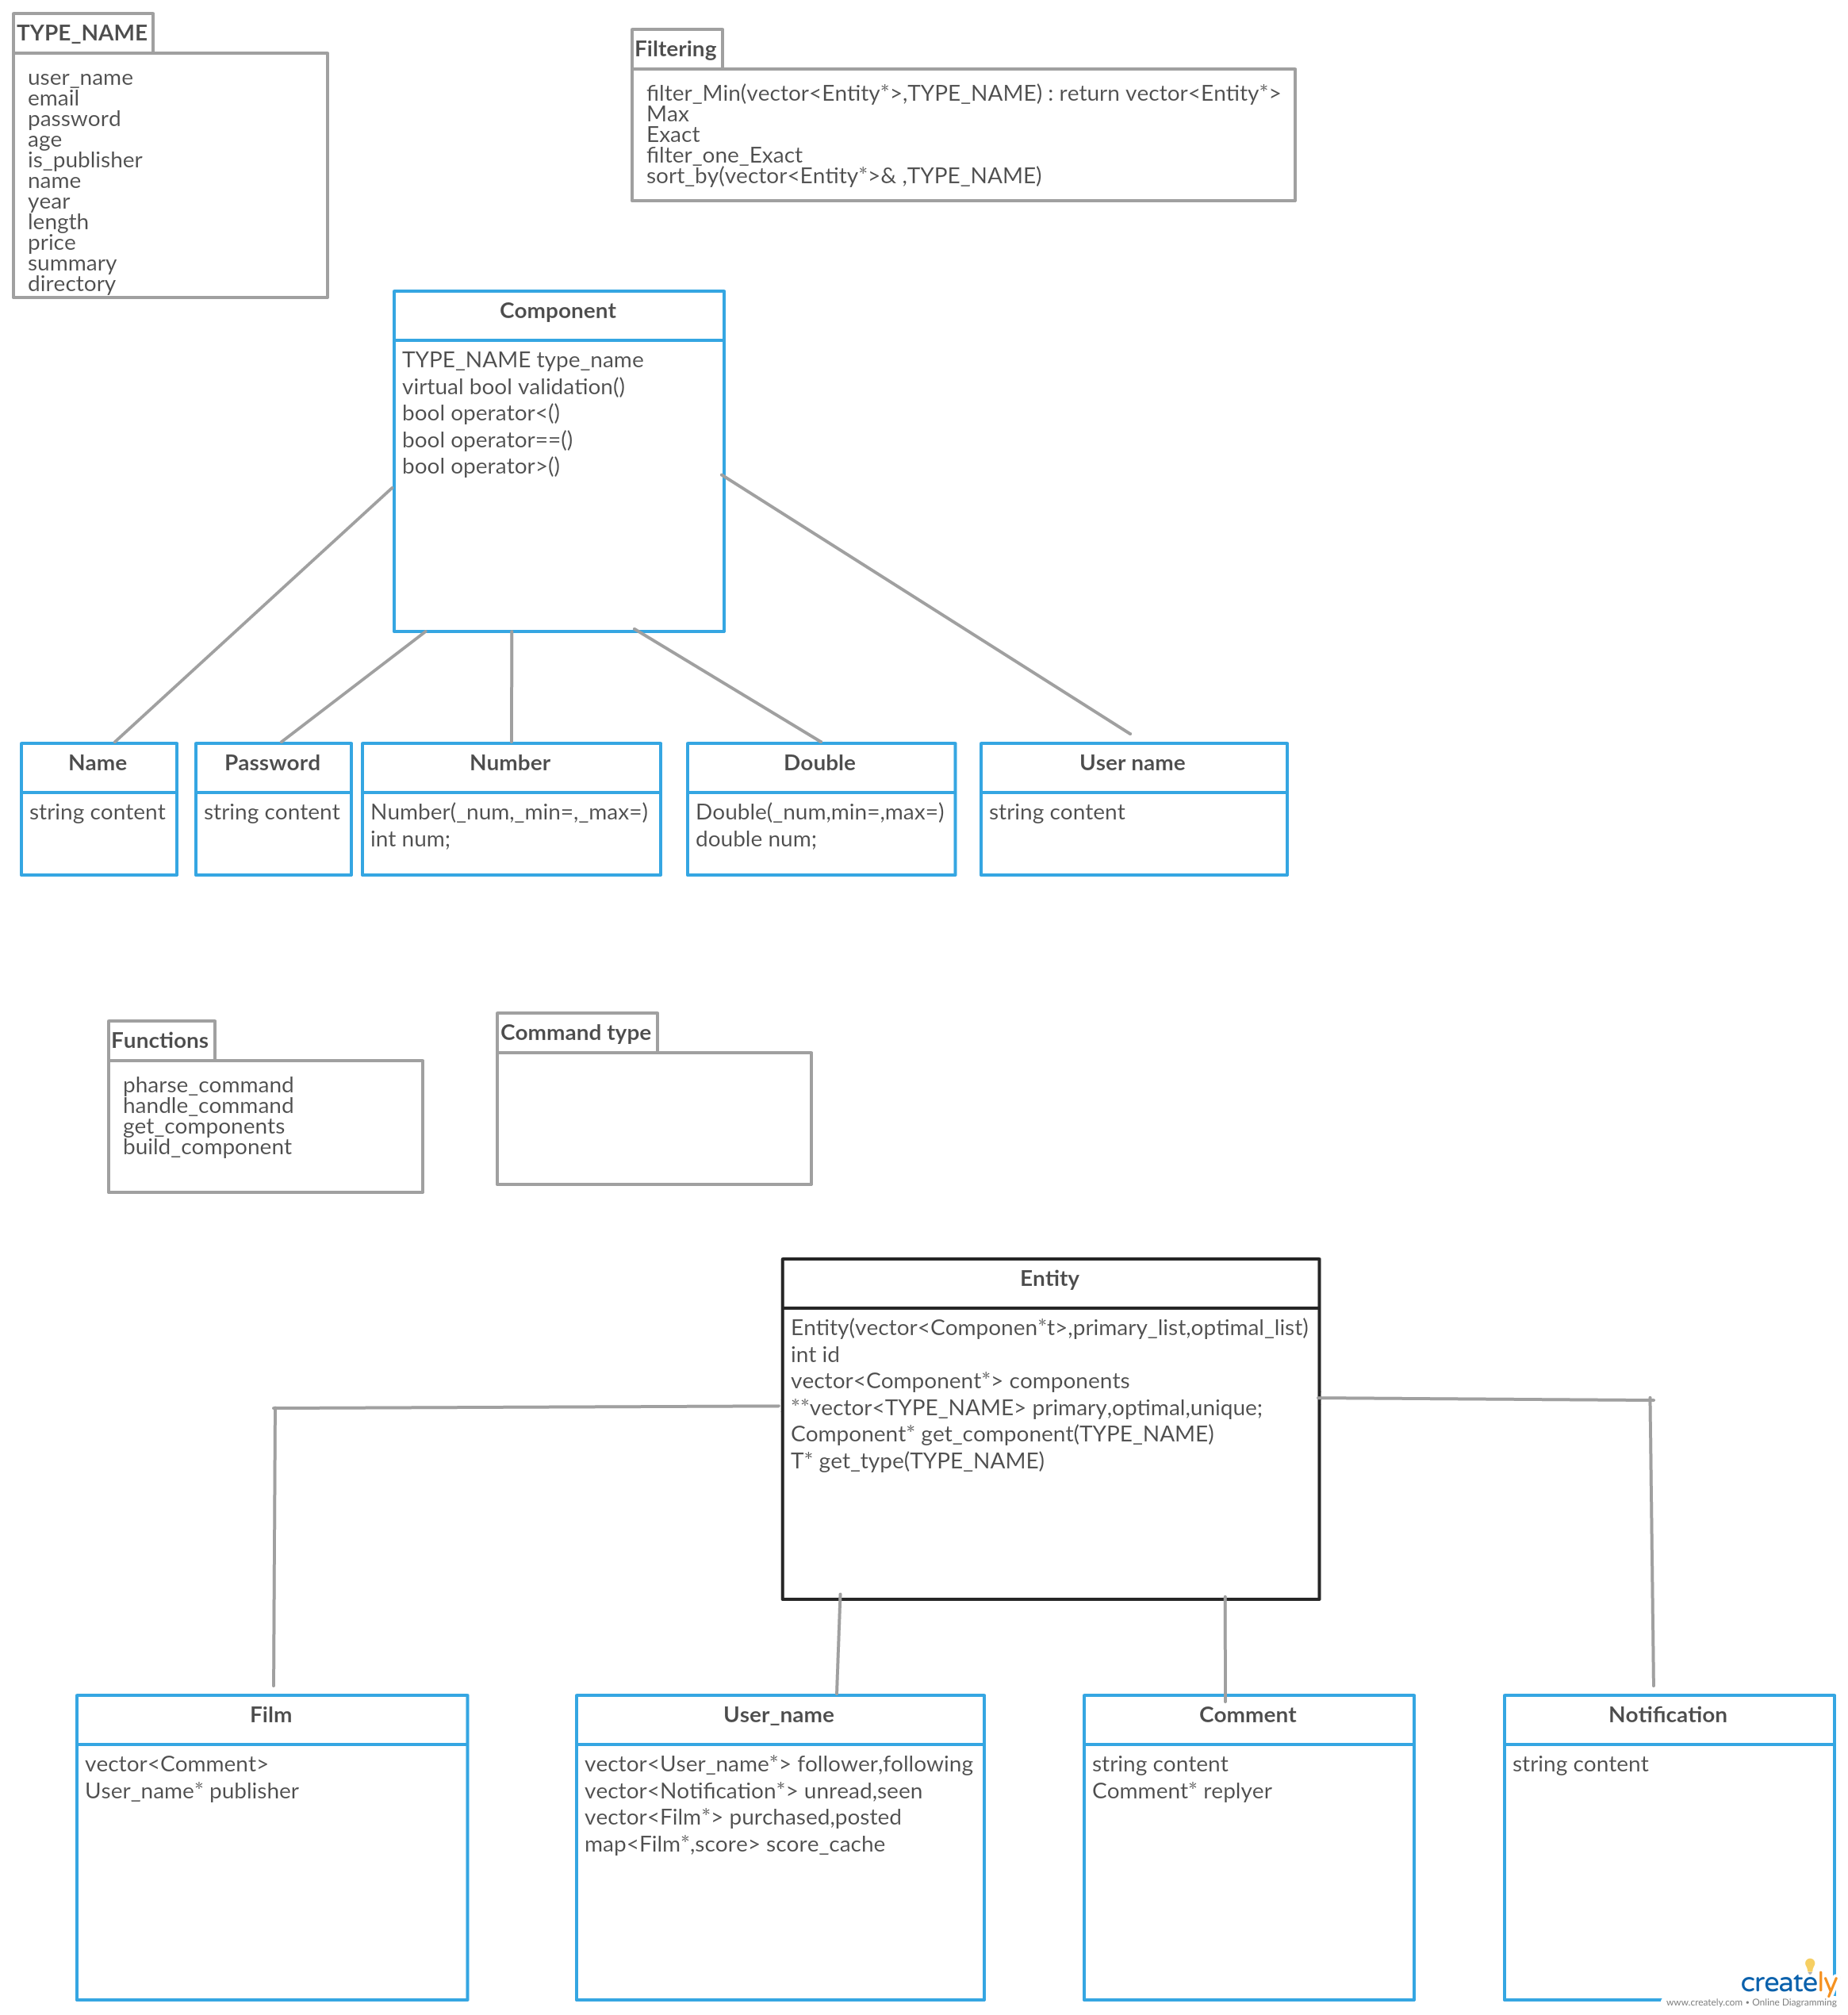 TYPE_NAME
user_name
email
password
age
is_publisher
name
year
length
price
summary
directory
Filtering
filter_Min(vector<Entity*>,TYPE_NAME) : return vector<Entity*>
Max
Exact
filter_one_Exact
sort_by(vector<Entity*>& ,TYPE_NAME)
Component
TYPE_NAME type_name
virtual bool validation()
bool operator<()
bool operator==()
bool operator>()
Name
string content
Password
string content
Number
Number(_num,_min=,_max=)
int num;
Double
Double(_num,min=,max=)
double num;
User name
string content
Functions
pharse_command
handle_command
get_components
build_component
Command type
Entity
Entity(vector<Componen*t>,primary_list,optimal_list)
int id
vector<Component*> components
**vector<TYPE_NAME> primary,optimal,unique;
Component* get_component(TYPE_NAME)
T* get_type(TYPE_NAME)
Film
vector<Comment>
User_name* publisher
User_name
vector<User_name*> follower,following
vector<Notification*> unread,seen
vector<Film*> purchased,posted
map<Film*,score> score_cache
Comment
string content
Comment* replyer
Notification
string content
creately
www.creately.com • Online Diagramming